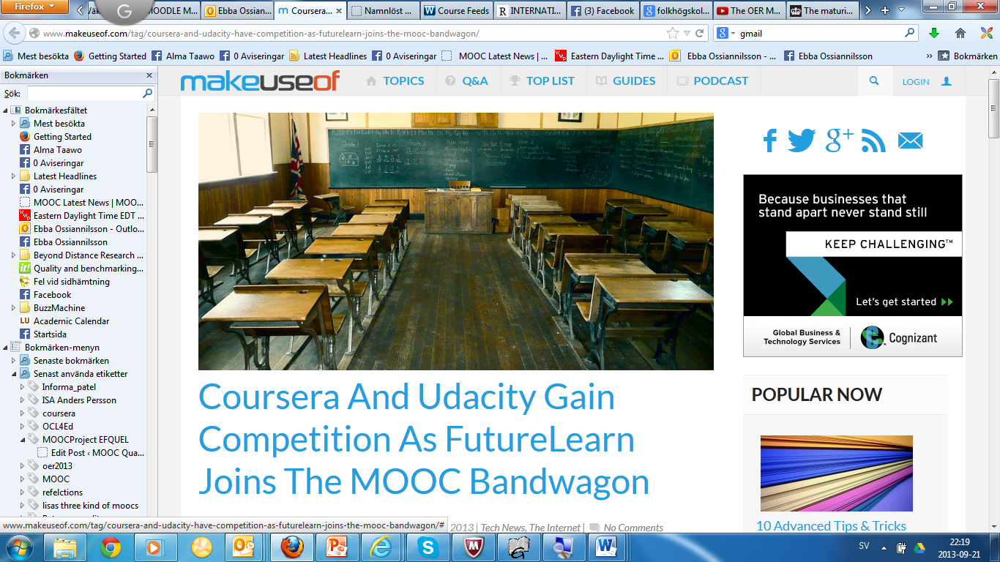 Firefox
MOODLE M...
Ebba Ossian...
Coursera...
Namnlöst ...
Course Feeds
INTERNATI...
(3) Facebook
folkhögskol...
The OER M...
The maturi...
www.makeuseof.com/tag/coursera-and-udacity-have-competition-as-futurelearn-joins-the-mooc-bandwagon/
gmail
Mest besökta
Getting Started
Alma Taawo
0 Aviseringar
Latest Headlines
0 Aviseringar
MOOC Latest News | ...
Eastern Daylight Time ...
Ebba Ossiannilsson - ...
Ebba Ossiannilsson
Bokmärken
Bokmärken
Sök:
Bokmärkesfältet
Mest besökta
Getting Started
Alma Taawo
0 Aviseringar
Latest Headlines
0 Aviseringar
MOOC Latest News | MOO...
Eastern Daylight Time EDT ...
Ebba Ossiannilsson - Outlo...
Ebba Ossiannilsson
Beyond Distance Research ...
Quality and benchmarking...
Fel vid sidhämtning
Facebook
BuzzMachine
Academic Calendar
Startsida
Bokmärken-menyn
Senaste bokmärken
Senast använda etiketter
Informa_patel
ISA Anders Persson
coursera
OCL4Ed
MOOCProject EFQUEL
Edit Post ‹ MOOC Qua...
oer2013
MOOC
refelctions
lisas three kind of moocs
makeuseof
TOPICS
Q&A
TOP LIST
GUIDES
PODCAST
LOGIN
Coursera And Udacity Gain
Competition As FutureLearn
Joins The MOOC Bandwagon
2013 | Tech News, The Internet | No Comments
Because businesses that
stand apart never stand still
KEEP CHALLENGING™
Let's get started
Global Business &
Technology Services
Cognizant
POPULAR NOW
10 Advanced Tips & Tricks
www.makeuseof.com/tag/coursera-and-udacity-have-competition-as-futurelearn-joins-the-mooc-bandwagon/#
SV
22:19
2013-09-21